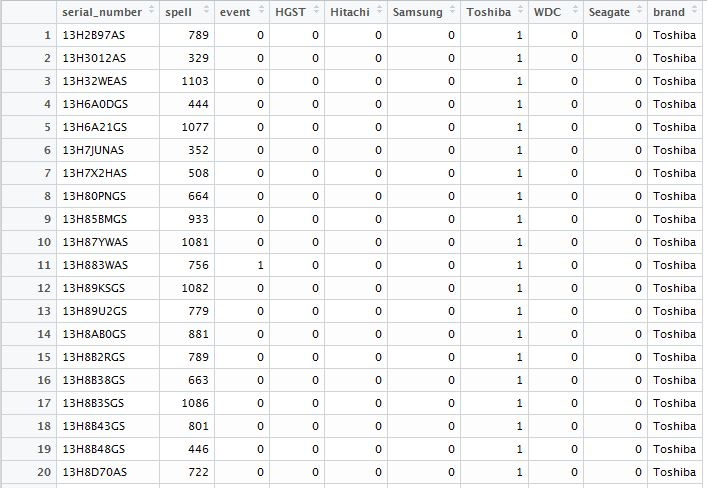 serial_number spell event HGST Hitachi Samsung Toshiba WDC Seagate brand
1 13H2B97AS 789 0 0 0 0 1 0 0 Toshiba
2 13H3012AS 329 0 0 0 0 1 0 0 Toshiba
3 13H32WEAS 1103 0 0 0 0 1 0 0 Toshiba
4 13H6A0DGS 444 0 0 0 0 1 0 0 Toshiba
5 13H6A21GS 1077 0 0 0 0 1 0 0 Toshiba
6 13H7JUNAS 352 0 0 0 0 1 0 0 Toshiba
7 13H7X2HAS 508 0 0 0 0 1 0 0 Toshiba
8 13H80PNGS 664 0 0 0 0 1 0 0 Toshiba
9 13H85BMGS 933 0 0 0 0 1 0 0 Toshiba
10 13H87YWAS 1081 0 0 0 0 1 0 0 Toshiba
11 13H883WAS 756 1 0 0 0 1 0 0 Toshiba
12 13H89KSGS 1082 0 0 0 0 1 0 0 Toshiba
13 13H89U2GS 779 0 0 0 0 1 0 0 Toshiba
14 13H8AB0GS 881 0 0 0 0 1 0 0 Toshiba
15 13H8B2RGS 789 0 0 0 0 1 0 0 Toshiba
16 13H8B38GS 663 0 0 0 0 1 0 0 Toshiba
17 13H8B3SGS 1086 0 0 0 0 1 0 0 Toshiba
18 13H8B43GS 801 0 0 0 0 1 0 0 Toshiba
19 13H8B48GS 446 0 0 0 0 1 0 0 Toshiba
20 13H8D70AS 722 0 0 0 0 1 0 0 Toshiba